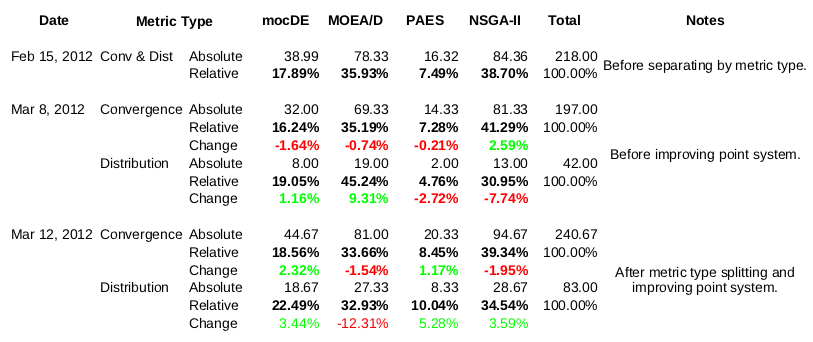 Date Metric Type mocDE MOEA/D PAES NSGA-II Total Notes
Feb 15, 2012 Conv & Dist Absolute 38.99 78.33 16.32 84.36 218.00
Before separating by metric type.
Relative 17.89% 35.93% 7.49% 38.70% 100.00%
Mar 8, 2012 Convergence Absolute 32.00 69.33 14.33 81.33 197.00
Relative 16.24% 35.19% 7.28% 41.29% 100.00%
Change -1.64% -0.74% -0.21% 2.59%
Before improving point system.
Distribution Absolute 8.00 19.00 2.00 13.00 42.00
Relative 19.05% 45.24% 4.76% 30.95% 100.00%
Change 1.16% 9.31% -2.72% -7.74%
Mar 12, 2012 Convergence Absolute 44.67 81.00 20.33 94.67 240.67
Relative 18.56% 33.66% 8.45% 39.34% 100.00%
Change 2.32% -1.54% 1.17% -1.95%
After metric type splitting and
improving point system.
Distribution Absolute 18.67 27.33 8.33 28.67 83.00
Relative 22.49% 32.93% 10.04% 34.54% 100.00%
Change 3.44% -12.31% 5.28% 3.59%